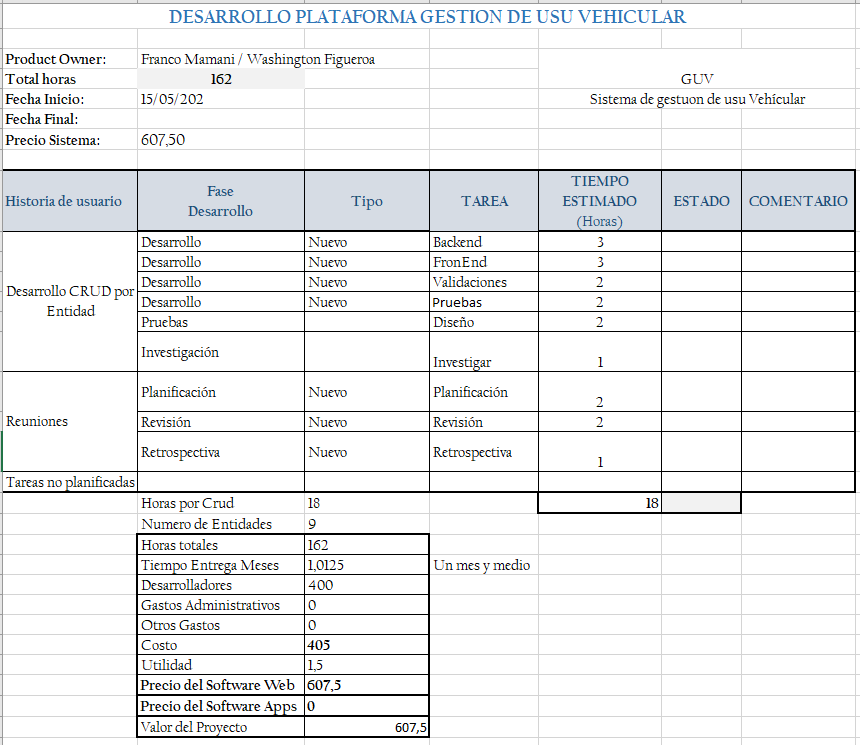 DESARROLLO PLATAFORMA GESTION DE USU VEHICULAR
Product Owner: Franco Mamani / Washington Figueroa
Total horas 162 GUV
Fecha Inicio: 15/05/202 Sistema de gestuon de usu Vehícular
Fecha Final:
Precio Sistema: 607,50
Historia de usuario Fase Desarrollo Tipo TAREA TIEMPO ESTIMADO (Horas) ESTADO COMENTARIO
Desarrollo CRUD por Entidad
Desarrollo Nuevo Backend 3
Desarrollo Nuevo FronEnd 3
Desarrollo Nuevo Validaciones 2
Desarrollo Nuevo Pruebas 2
Pruebas Diseño 2
Investigación Investigar 1
Reuniones
Planificación Nuevo Planificación 2
Revisión Nuevo Revisión 2
Retrospectiva Nuevo Retrospectiva 1
Tareas no planificadas
Horas por Crud 18 18
Numero de Entidades 9
Horas totales 162
Tiempo Entrega Meses 1,0125 Un mes y medio
Desarrolladores 400
Gastos Administrativos 0
Otros Gastos 0
Costo 405
Utilidad 1,5
Precio del Software Web 607,5
Precio del Software Apps 0
Valor del Proyecto 607,5